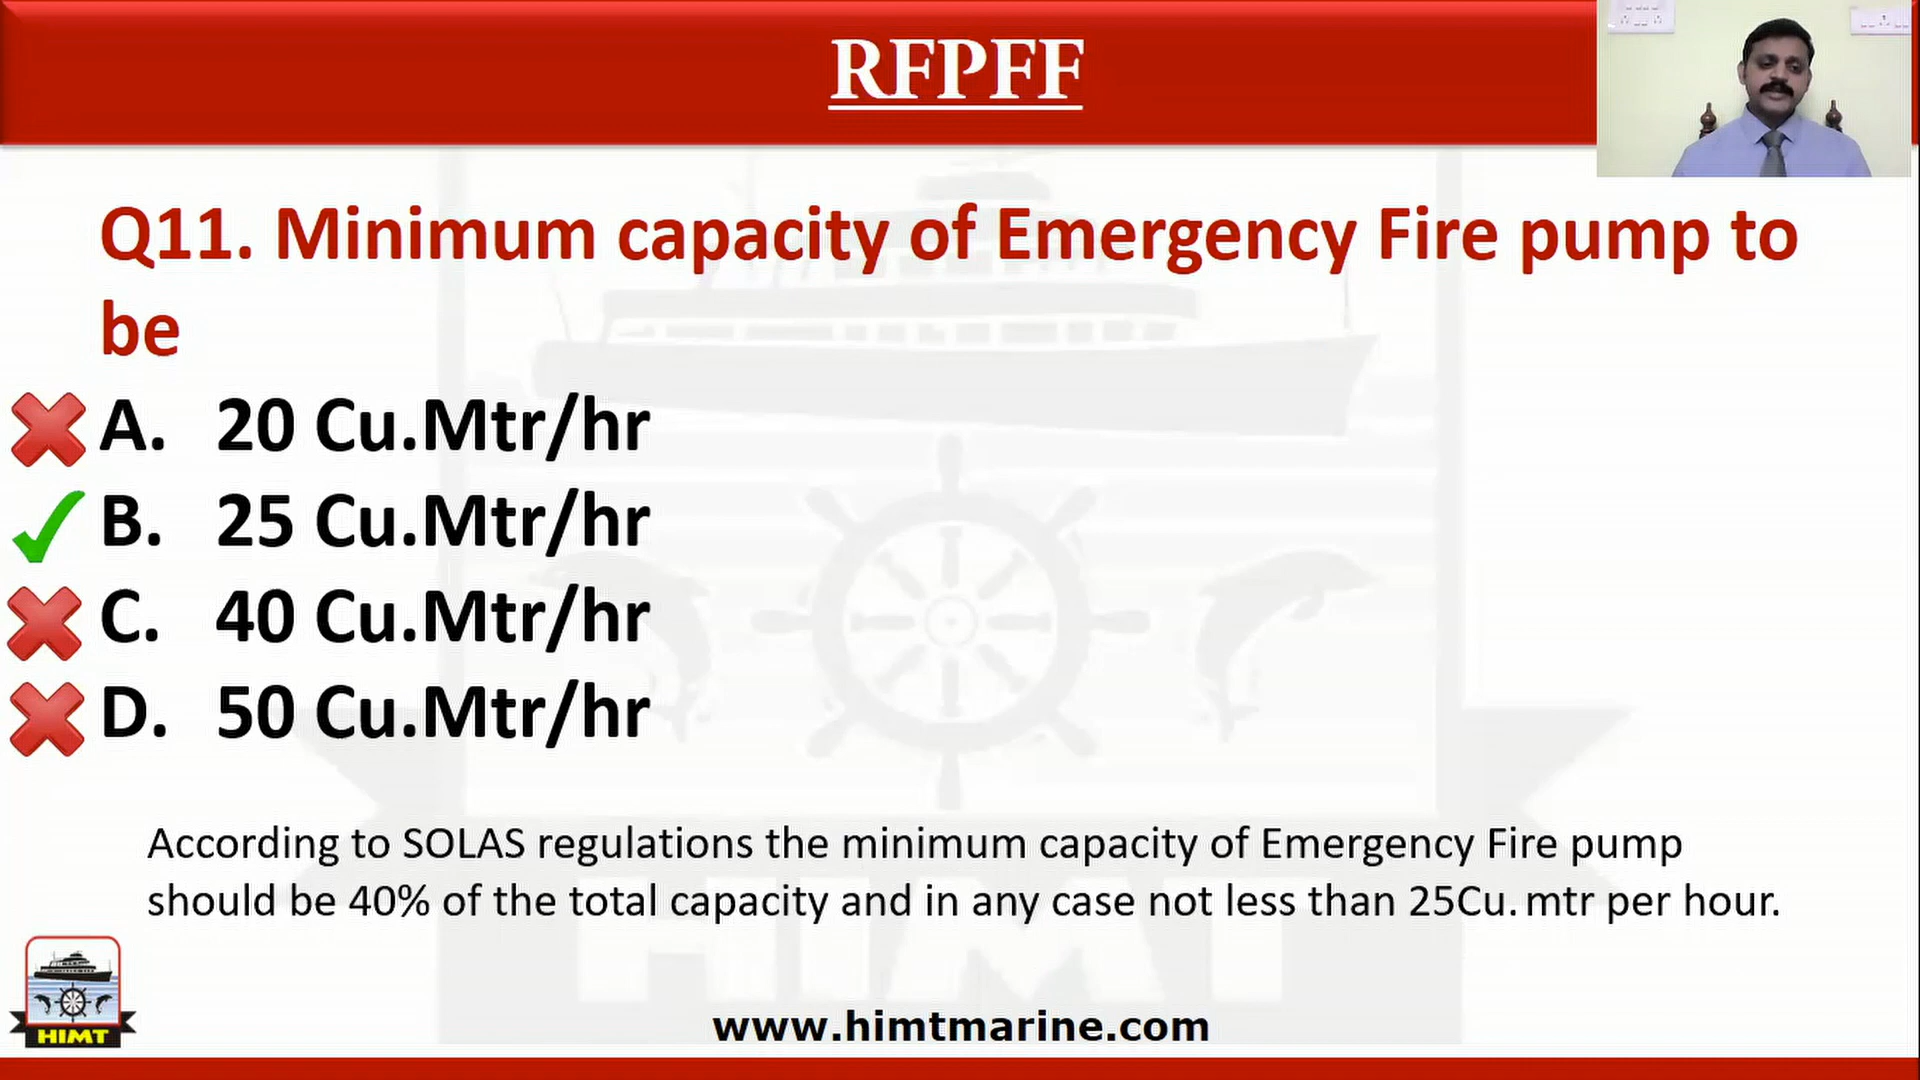 RFPFF
Q11. Minimum capacity of Emergency Fire pump to
be
A. 20 Cu.Mtr/hr
B. 25 Cu.Mtr/hr
C. 40 Cu.Mtr/hr
D. 50 Cu.Mtr/hr
According to SOLAS regulations the minimum capacity of Emergency Fire pump
should be 40% of the total capacity and in any case not less than 25Cu. mtr per hour.
HIMT
HIMT
www.himtmarine.com